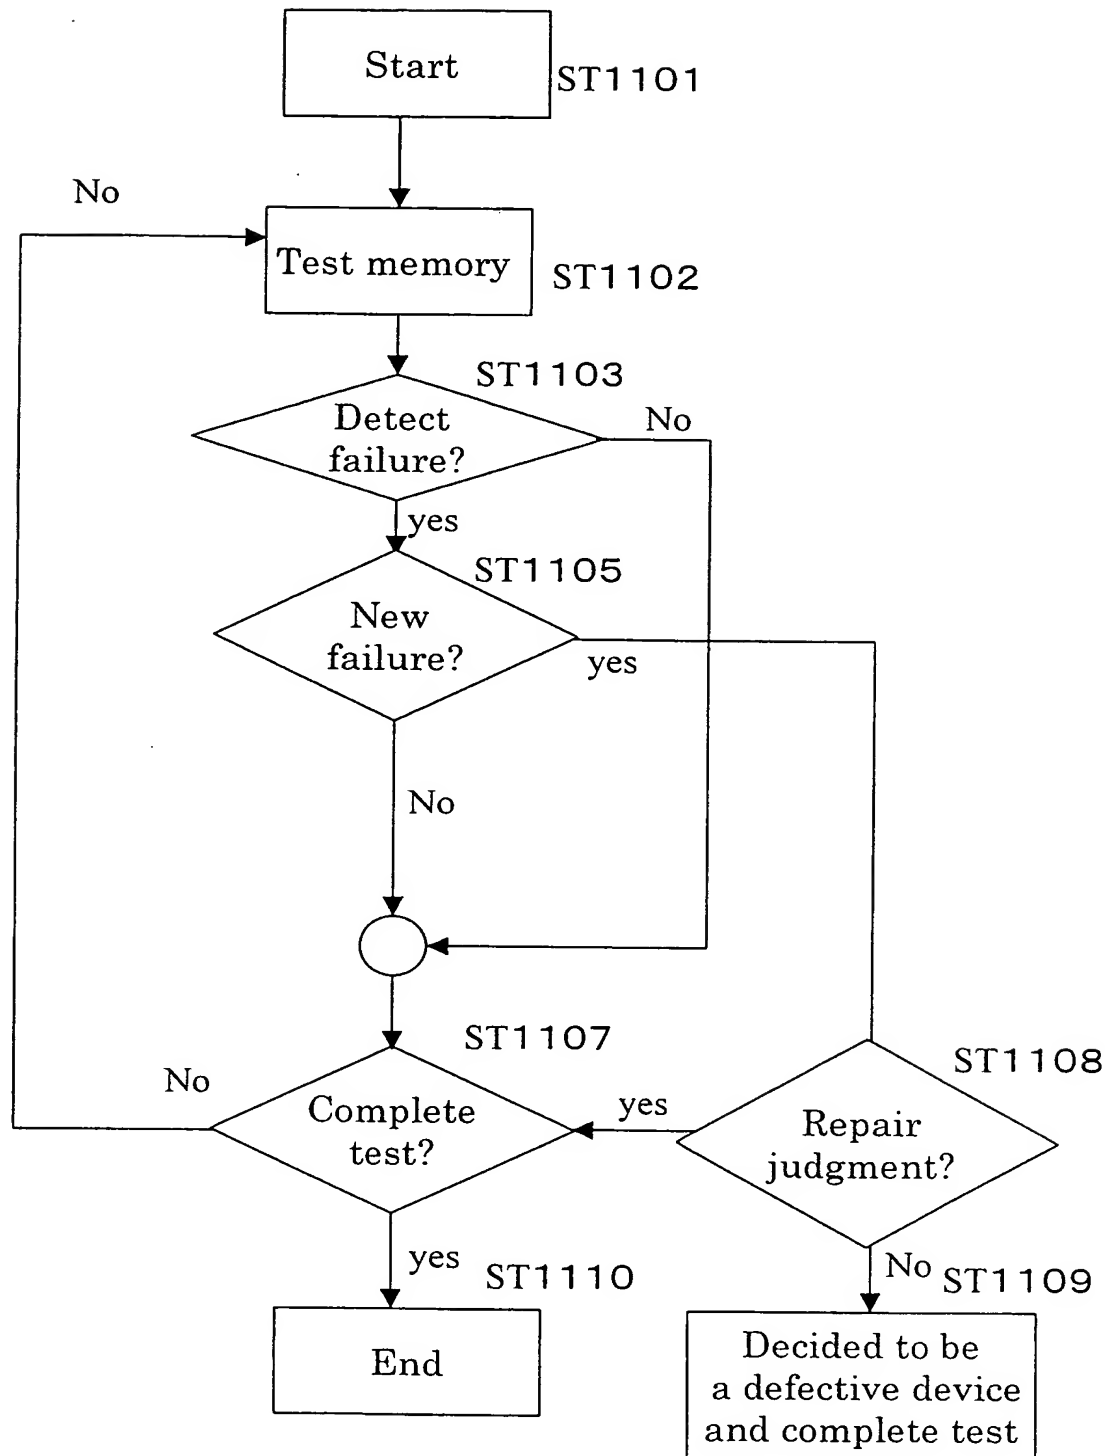 Start
ST1101
No
Test memory
ST1102
ST1103
Detect
failure?
No
yes
ST1105
New
failure?
yes
No
ST1107
No
Complete
test?
yes
ST1108
Repair
judgment?
yes
ST1110
End
No
ST1109
Decided to be
a defective device
and complete test